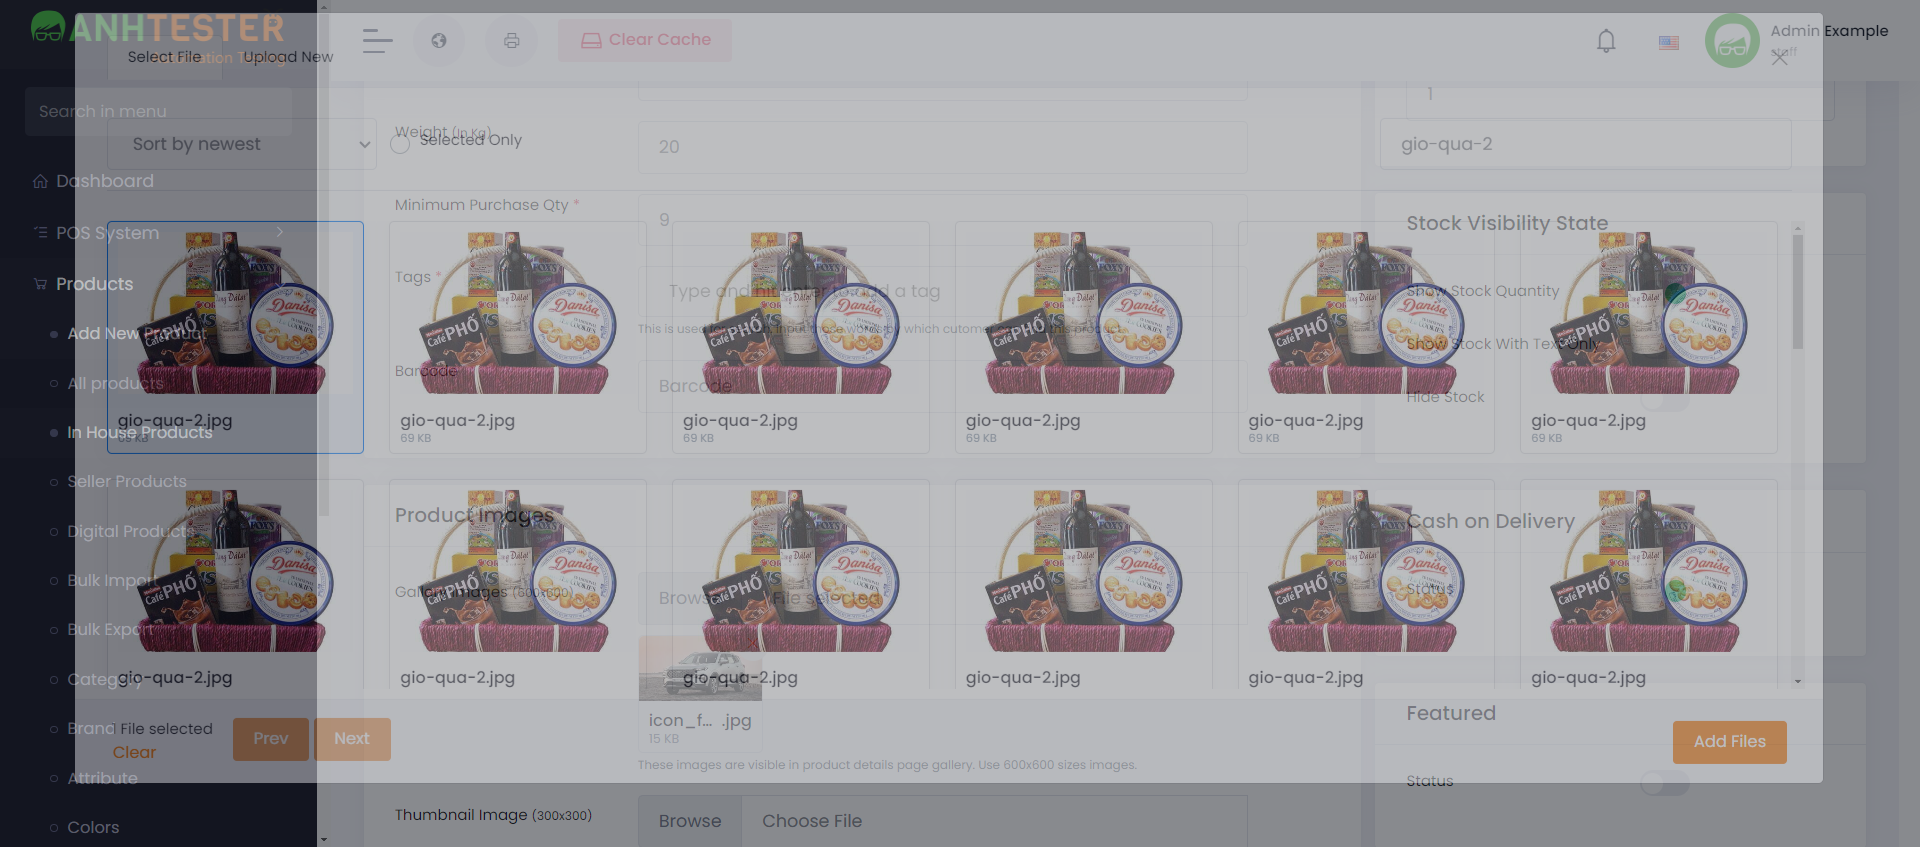 ANHTESTER
Automation Testing
Select File
Upload New
Clear Cache
Admin Example
staff
Search in menu
Sort by newest
Selected Only
Weight (In Kg)
20
1
gio-qua-2
Dashboard
POS System
Products
Add New Product
All products
In House Products
Seller Products
Digital Products
Bulk Import
Bulk Export
Category
Brand
Attribute
Colors
Minimum Purchase Qty *
9
Tags *
Type and hit enter to add a tag
This is used for search. Input those words by which cutomer can find this product.
Barcode
Barcode
Stock Visibility State
Show Stock Quantity
Show Stock With Text Only
Hide Stock
gio-qua-2.jpg
69 KB
gio-qua-2.jpg
69 KB
gio-qua-2.jpg
69 KB
gio-qua-2.jpg
69 KB
gio-qua-2.jpg
69 KB
gio-qua-2.jpg
69 KB
Product Images
Cash on Delivery
Gallery Images (600x600)
Browse
File selected
Status
gio-qua-2.jpg
gio-qua-2.jpg
gio-qua-2.jpg
gio-qua-2.jpg
gio-qua-2.jpg
gio-qua-2.jpg
icon_f... .jpg
15 KB
These images are visible in product details page gallery. Use 600x600 sizes images.
Featured
Status
1 File selected
Clear
Prev
Next
Add Files
Thumbnail Image (300x300)
Browse
Choose File